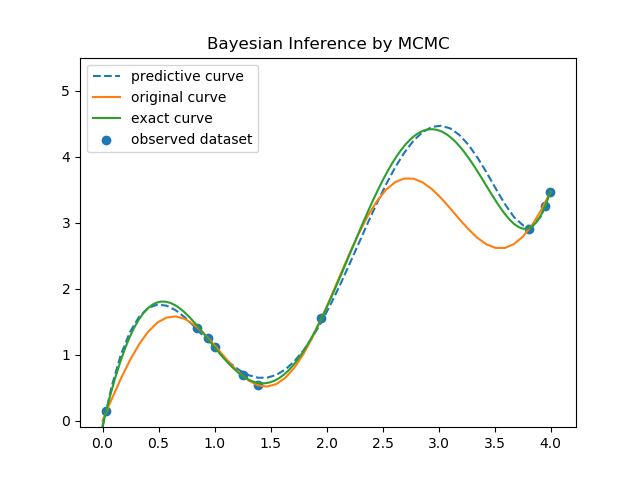 Bayesian Inference by MCMC
predictive curve
original curve
exact curve
observed dataset
5
4
3
2
1
0
0.0 0.5 1.0 1.5 2.0 2.5 3.0 3.5 4.0